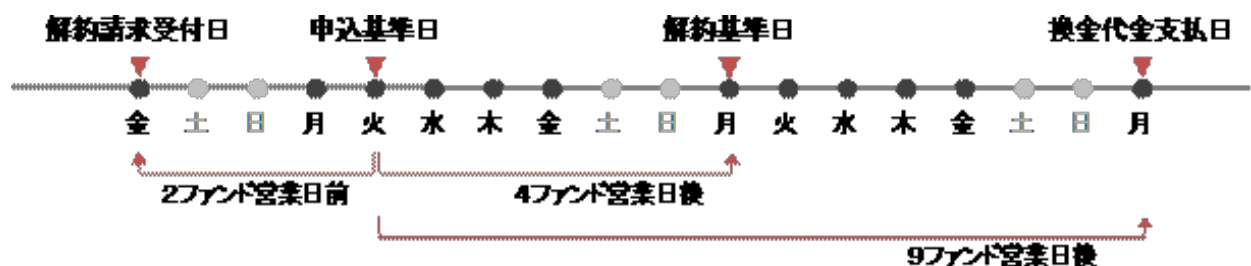 解約請求受付日 申込基準日 解約基準日 換金代金支払日
金 土 日 月 火 水 木 金 土 日 月 火 水 木 金 土 日 月
2ファンド営業日前 4ファンド営業日後
9ファンド営業日後